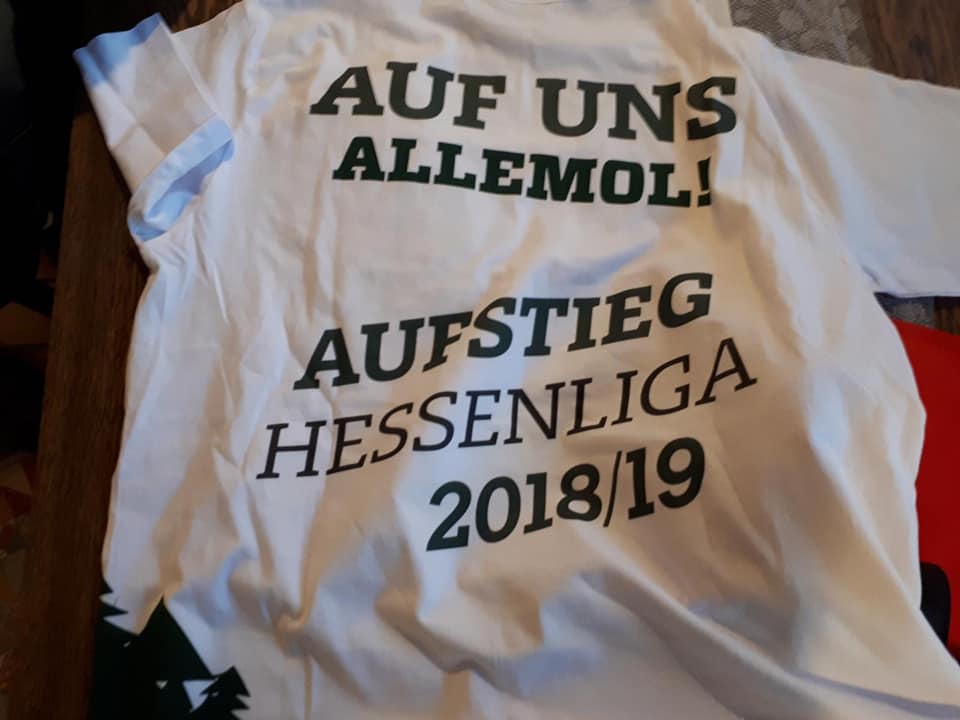 AUF UNS
ALLEMOL!
AUFSTIEG
HESSENLIGA
2018/19